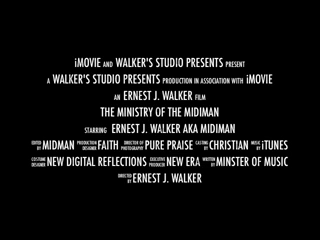 iMOVIE AND WALKER'S STUDIO PRESENTS PRESENT
A WALKER'S STUDIO PRESENTS PRODUCTION IN ASSOCIATION WITH iMOVIE
AN ERNEST J. WALKER FILM
THE MINISTRY OF THE MIDIMAN
STARRING ERNEST J. WALKER AKA MIDIMAN
EDITED BY MIDMAN PRODUCTION DESIGNER FAITH DIRECTOR OF PHOTOGRAPHY PURE PRAISE CASTING BY CHRISTIAN MUSIC BY iTUNES
COSTUME DESIGNER NEW DIGITAL REFLECTIONS EXECUTIVE PRODUCER NEW ERA WRITTEN BY MINSTER OF MUSIC
DIRECTED BY ERNEST J. WALKER